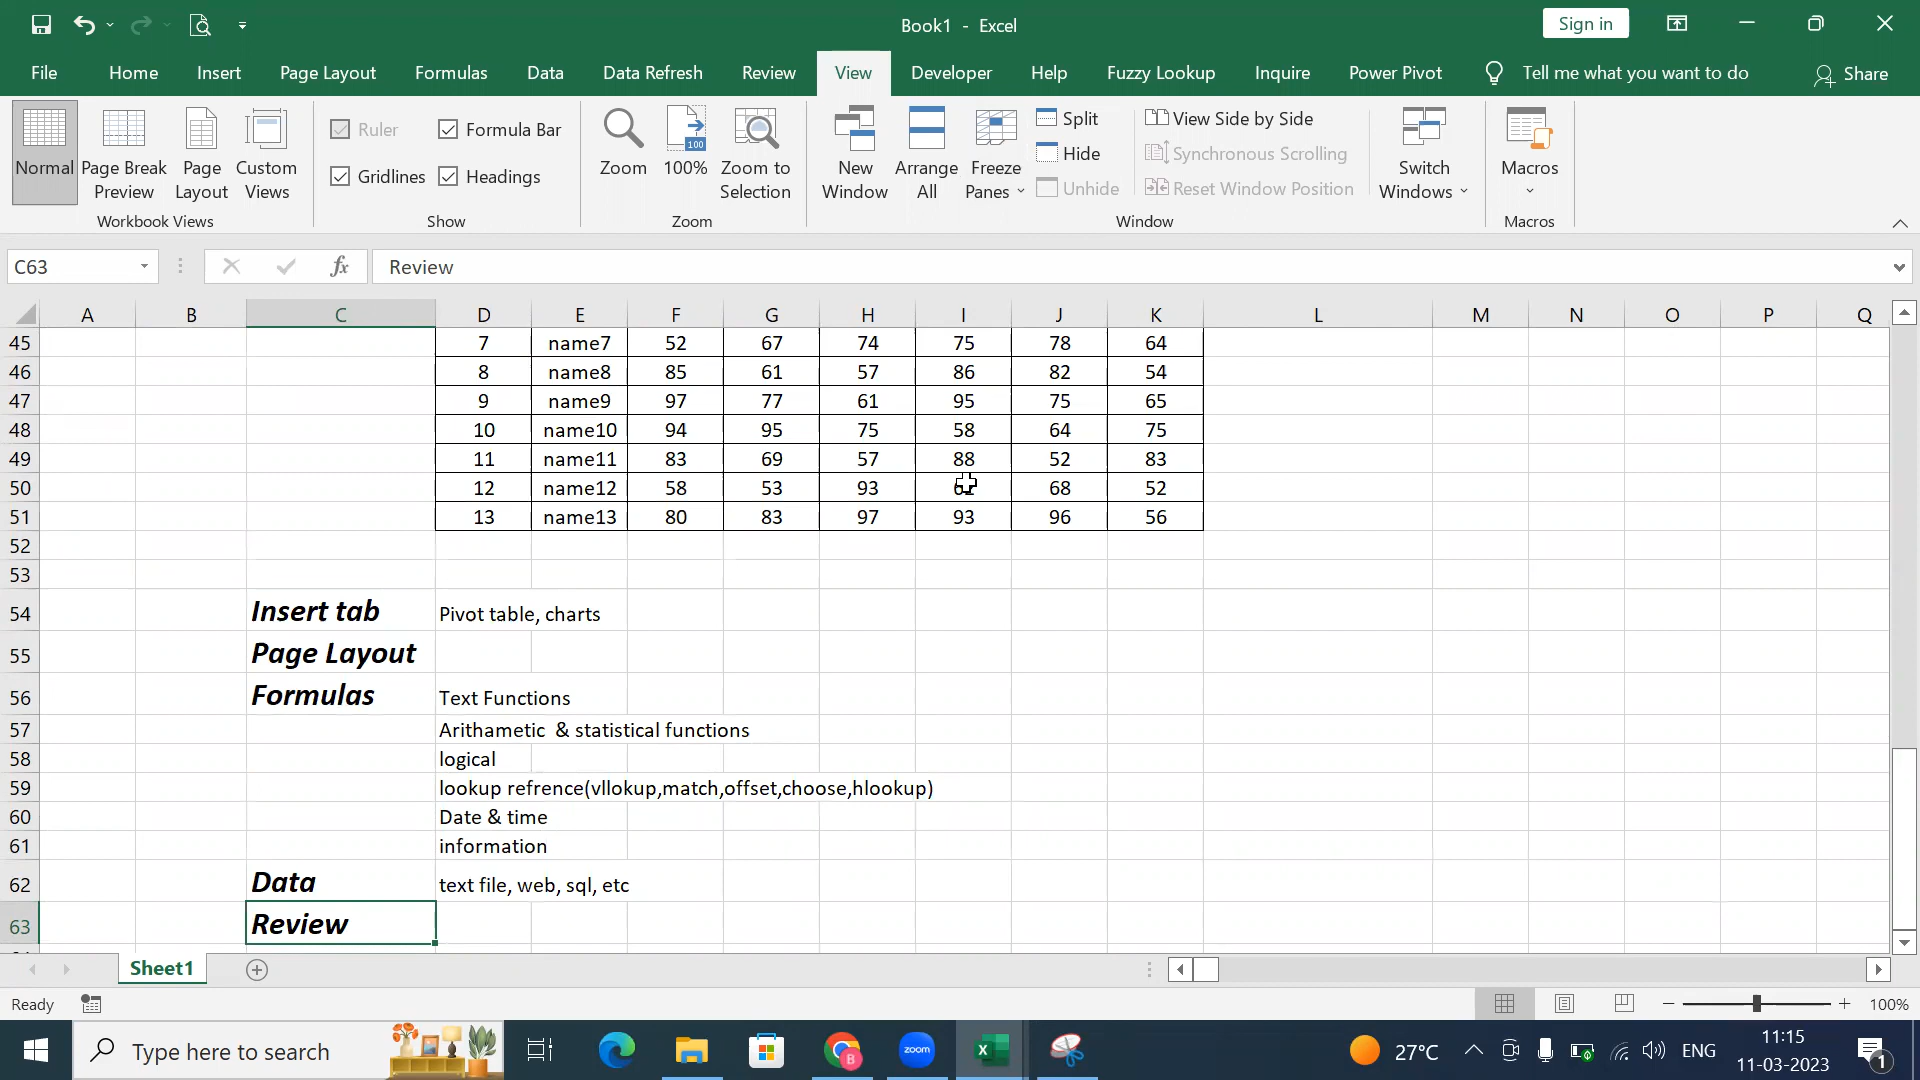 Book1 - Excel
Sign in
File Home Insert Page Layout Formulas Data Data Refresh Review View Developer Help Fuzzy Lookup Inquire Power Pivot Tell me what you want to do Share
Normal
Page Break Preview
Page Layout
Custom Views
Workbook Views
Ruler
Formula Bar
Gridlines
Headings
Show
Zoom
100
100%
Zoom to Selection
Zoom
New Window
Arrange All
Freeze Panes
Split
Hide
Unhide
View Side by Side
Synchronous Scrolling
Reset Window Position
Window
Switch Windows
Macros
Macros
C63 fx Review
A B C D E F G H I J K L M N O P Q
45 7 name7 52 67 74 75 78 64
46 8 name8 85 61 57 86 82 54
47 9 name9 97 77 61 95 75 65
48 10 name10 94 95 75 58 64 75
49 11 name11 83 69 57 88 52 83
50 12 name12 58 53 93 68 52
51 13 name13 80 83 97 93 96 56
52
53
54 Insert tab Pivot table, charts
55 Page Layout
56 Formulas Text Functions
57 Arithametic & statistical functions
58 logical
59 lookup refrence(vllokup,match,offset,choose,hlookup)
60 Date & time
61 information
62 Data text file, web, sql, etc
63 Review
Sheet1
Ready 100%
Type here to search
zoom
27°C ENG
11:15
11-03-2023
1